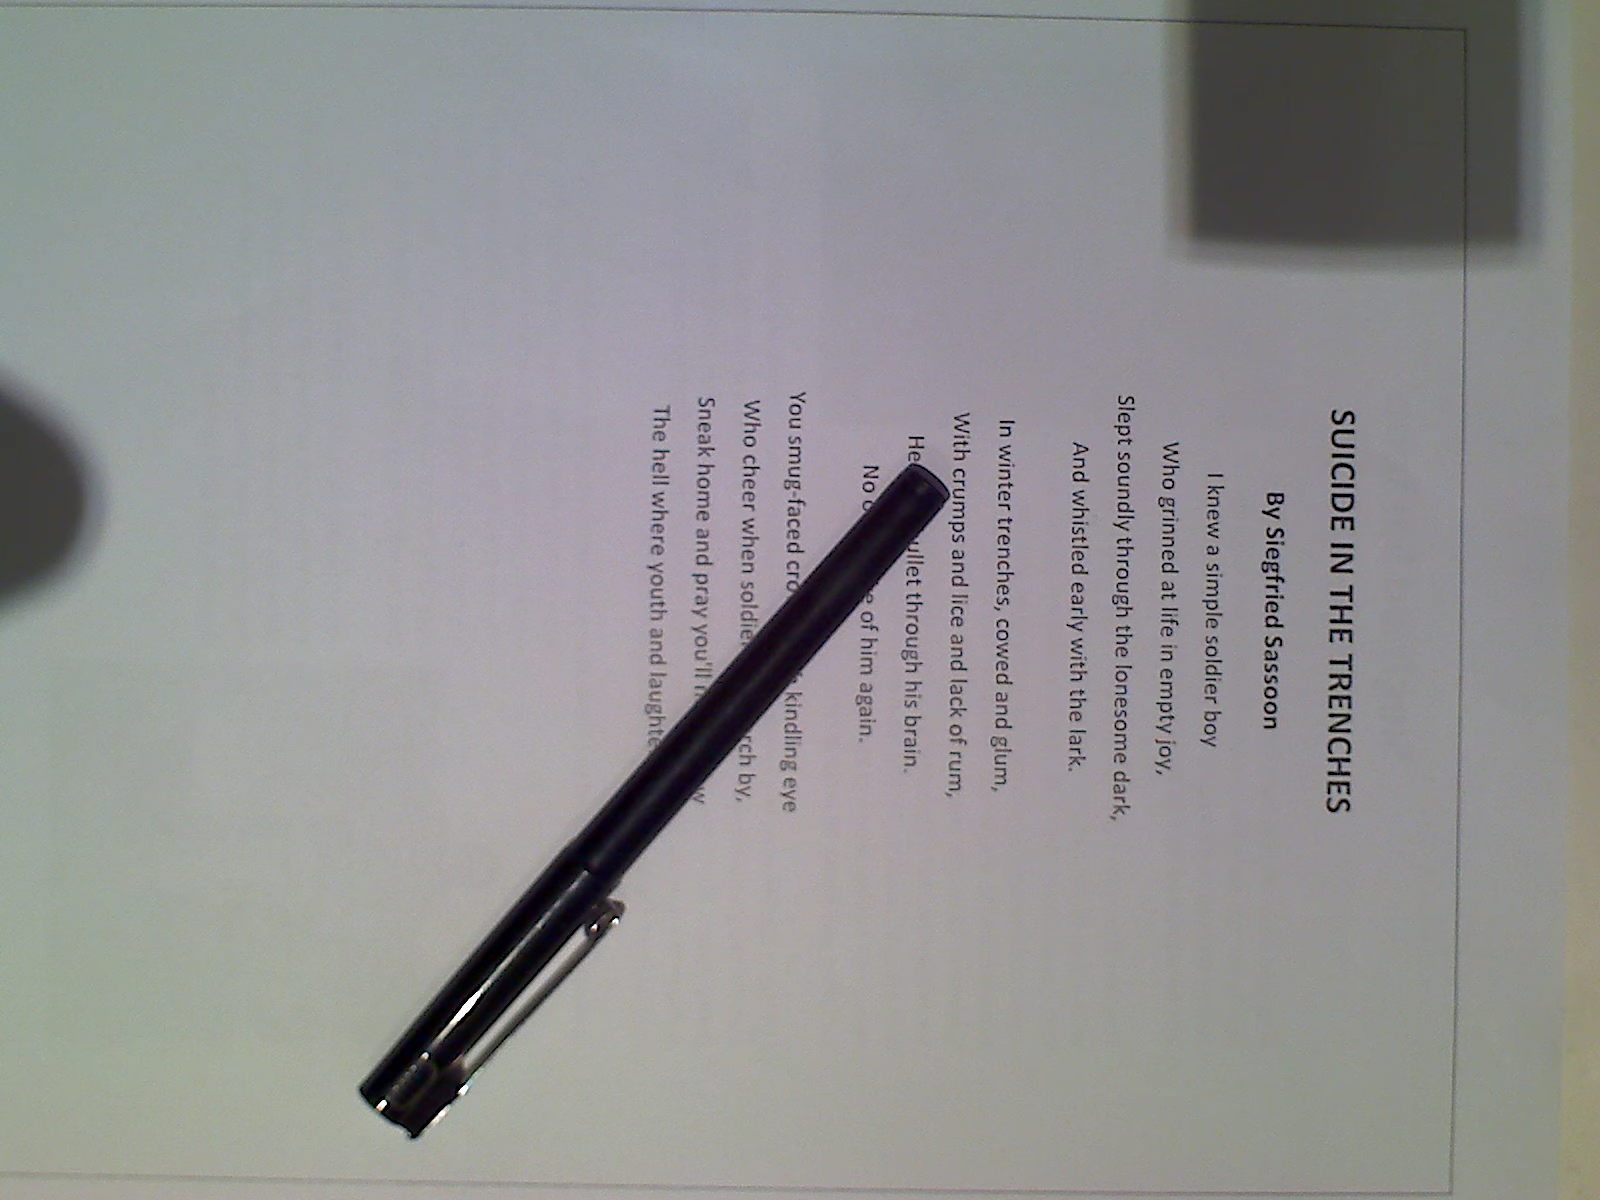 SUICIDE IN THE TRENCHES
By Siegfried Sassoon
I knew a simple soldier boy
Who grinned at life in empty joy,
Slept soundly through the lonesome dark,
And whistled early with the lark.
In winter trenches, cowed and glum,
With crumps and lice and lack of rum,
He through his brain.
No of him again.
You smug-faced kindling eye
Who cheer when by,
Sneak home and pray you'll
The hell where youth and